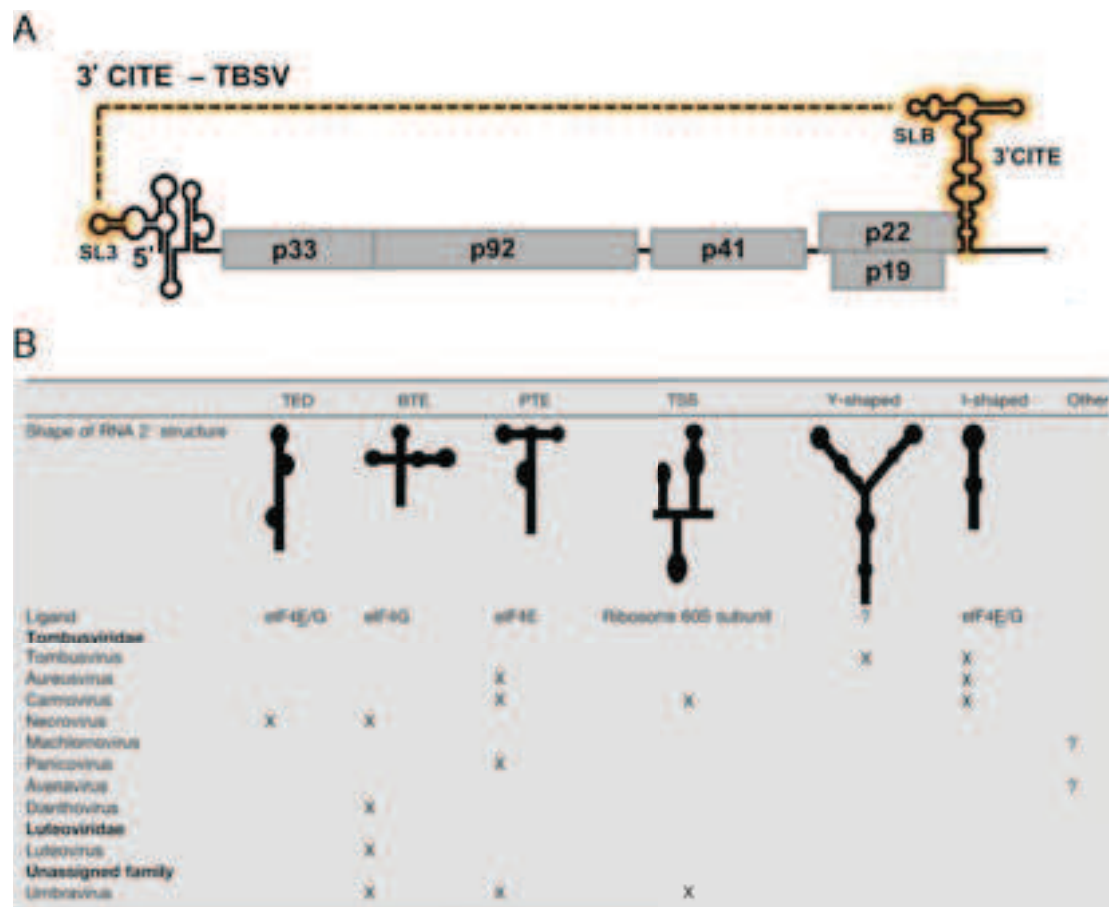 A
3' CITE – TBSV
SLB
3'CITE
SL3
5'
p33
p92
p41
p22
p19
B
TED BTE PTE TSS Y-shaped I-shaped Other
Shape of RNA 2° structure
Ligand eIF4E/G eIF4G eIF4E Ribosome 60S subunit ? eIF4E/G
Tombusviridae
Tombusvirus X X
Aureusvirus X X
Carmovirus X X X
Necrovirus X X
Machlomovirus ?
Panicovirus X
Avenavirus ?
Dianthovirus X
Luteoviridae
Luteovirus X
Unassigned family
Umbravirus X X X